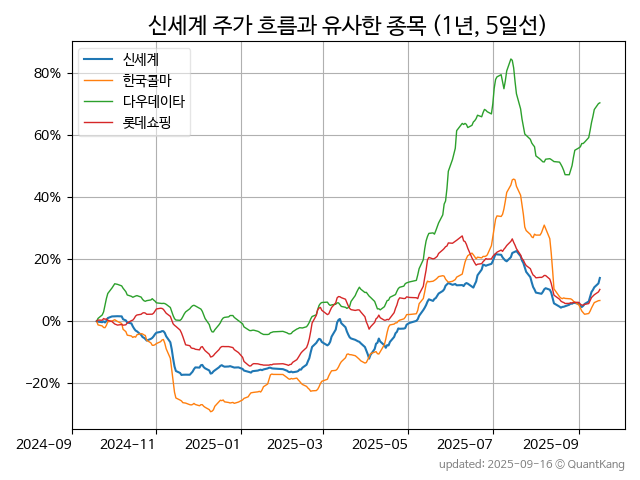 신세계 주가 흐름과 유사한 종목 (1년, 5일선)
신세계
한국콜마
다우데이타
롯데쇼핑
80%
60%
40%
20%
0%
−20%
2024-09 2024-11 2025-01 2025-03 2025-05 2025-07 2025-09
updated: 2025-09-16 © QuantKang